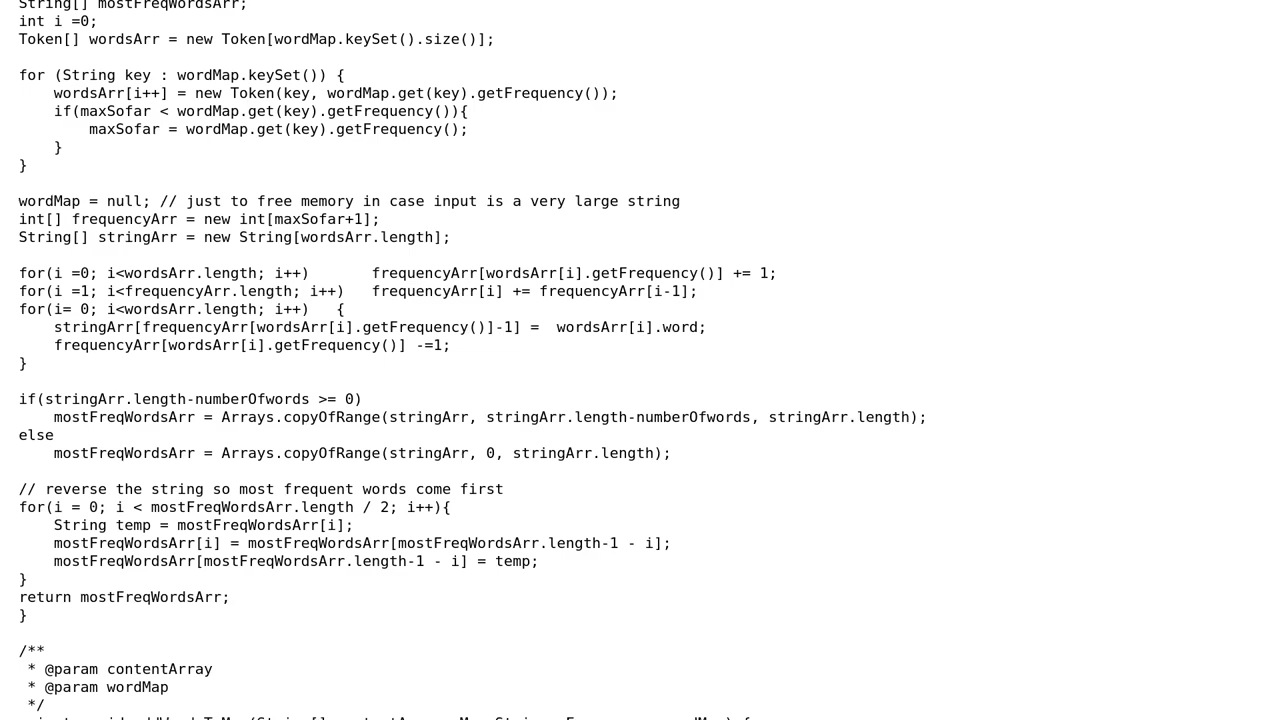 String[] mostFreqWordsArr;
int i =0;
Token[] wordsArr = new Token[wordMap.keySet().size()];

for (String key : wordMap.keySet()) {
    wordsArr[i++] = new Token(key, wordMap.get(key).getFrequency());
    if(maxSofar < wordMap.get(key).getFrequency()){
        maxSofar = wordMap.get(key).getFrequency();
    }
}

wordMap = null; // just to free memory in case input is a very large string
int[] frequencyArr = new int[maxSofar+1];
String[] stringArr = new String[wordsArr.length];

for(i =0; i<wordsArr.length; i++)       frequencyArr[wordsArr[i].getFrequency()] += 1;
for(i =1; i<frequencyArr.length; i++)   frequencyArr[i] += frequencyArr[i-1];
for(i= 0; i<wordsArr.length; i++)   {
    stringArr[frequencyArr[wordsArr[i].getFrequency()]-1] =  wordsArr[i].word;
    frequencyArr[wordsArr[i].getFrequency()] -=1;
}

if(stringArr.length-numberOfwords >= 0)
    mostFreqWordsArr = Arrays.copyOfRange(stringArr, stringArr.length-numberOfwords, stringArr.length);
else
    mostFreqWordsArr = Arrays.copyOfRange(stringArr, 0, stringArr.length);

// reverse the string so most frequent words come first
for(i = 0; i < mostFreqWordsArr.length / 2; i++){
    String temp = mostFreqWordsArr[i];
    mostFreqWordsArr[i] = mostFreqWordsArr[mostFreqWordsArr.length-1 - i];
    mostFreqWordsArr[mostFreqWordsArr.length-1 - i] = temp;
}
return mostFreqWordsArr;
}

/**
 * @param contentArray
 * @param wordMap
 */